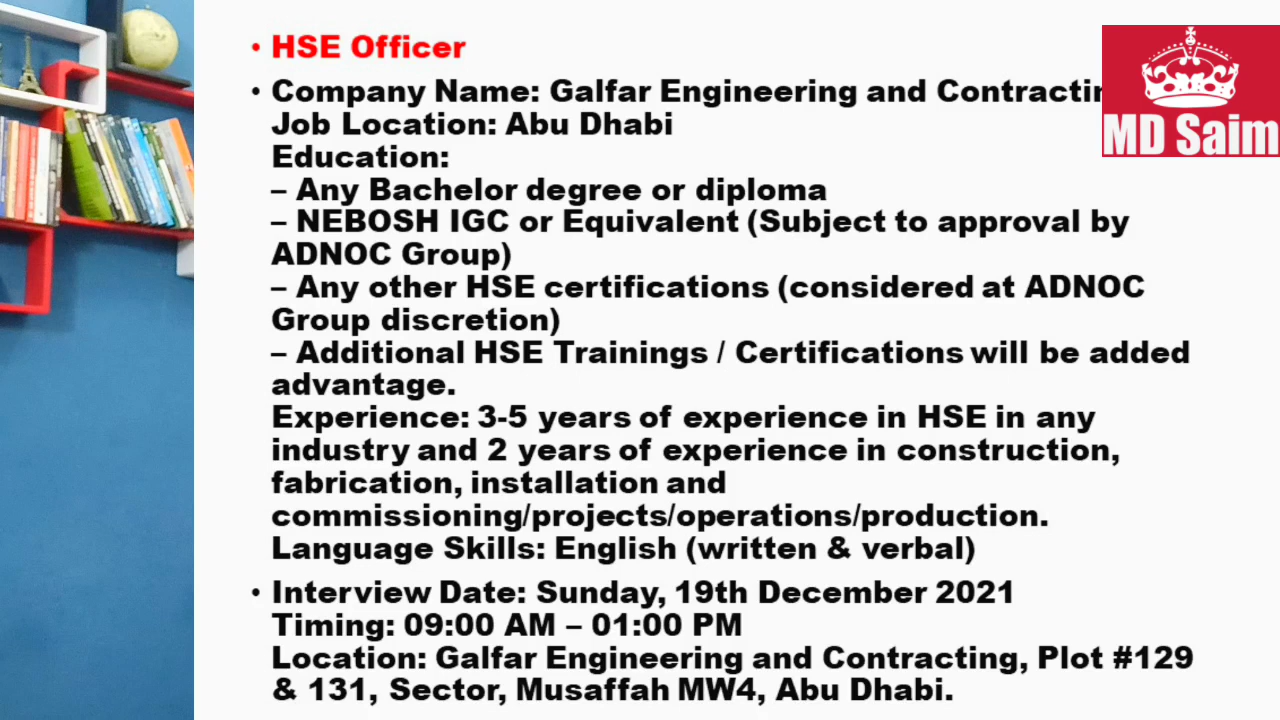 • HSE Officer
MD Saim
• Company Name: Galfar Engineering and
Job Location: Abu Dhabi
Education:
– Any Bachelor degree or diploma
– NEBOSH IGC or Equivalent (Subject to approval by
ADNOC Group)
– Any other HSE certifications (considered at ADNOC
Group discretion)
– Additional HSE Trainings / Certifications will be added
advantage.
Experience: 3-5 years of experience in HSE in any
industry and 2 years of experience in construction,
fabrication, installation and
commissioning/projects/operations/production.
Language Skills: English (written & verbal)
• Interview Date: Sunday, 19th December 2021
Timing: 09:00 AM – 01:00 PM
Location: Galfar Engineering and Contracting, Plot #129
& 131, Sector, Musaffah MW4, Abu Dhabi.